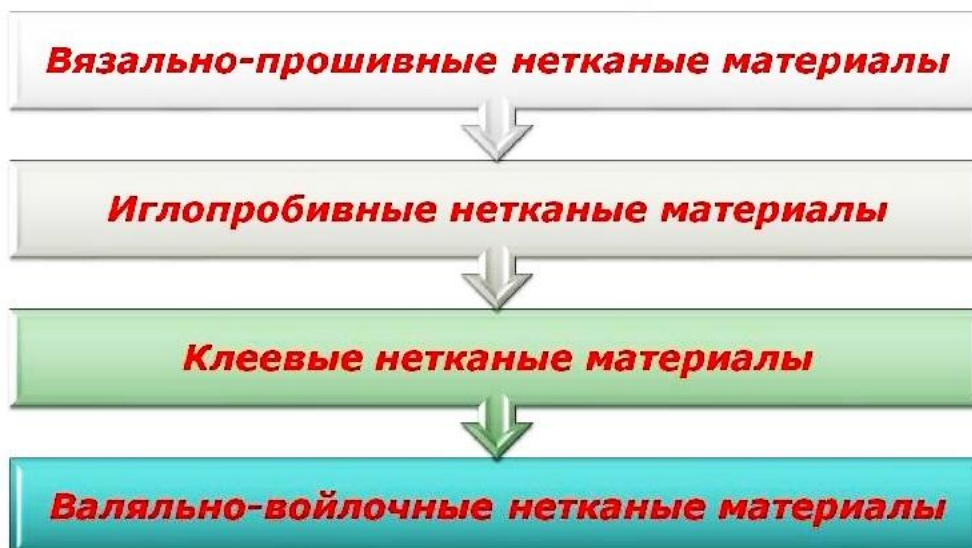 Вязально-прошивные нетканые материалы
Иглопробивные нетканые материалы
Клеевые нетканые материалы
Валяльно-войлочные нетканые материалы